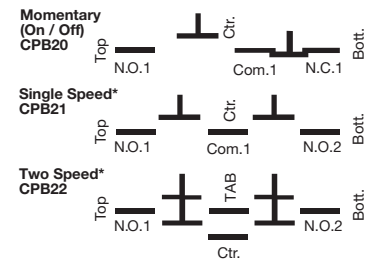 Momentary
(On / Off)
CPB20
Top
Ctr.
Bott.
N.O.1
Com.1
N.C.1
Single Speed*
CPB21
Top
Ctr.
Bott.
N.O.1
Com.1
N.O.2
Two Speed*
CPB22
Top
TAB
Bott.
N.O.1
N.O.2
Ctr.